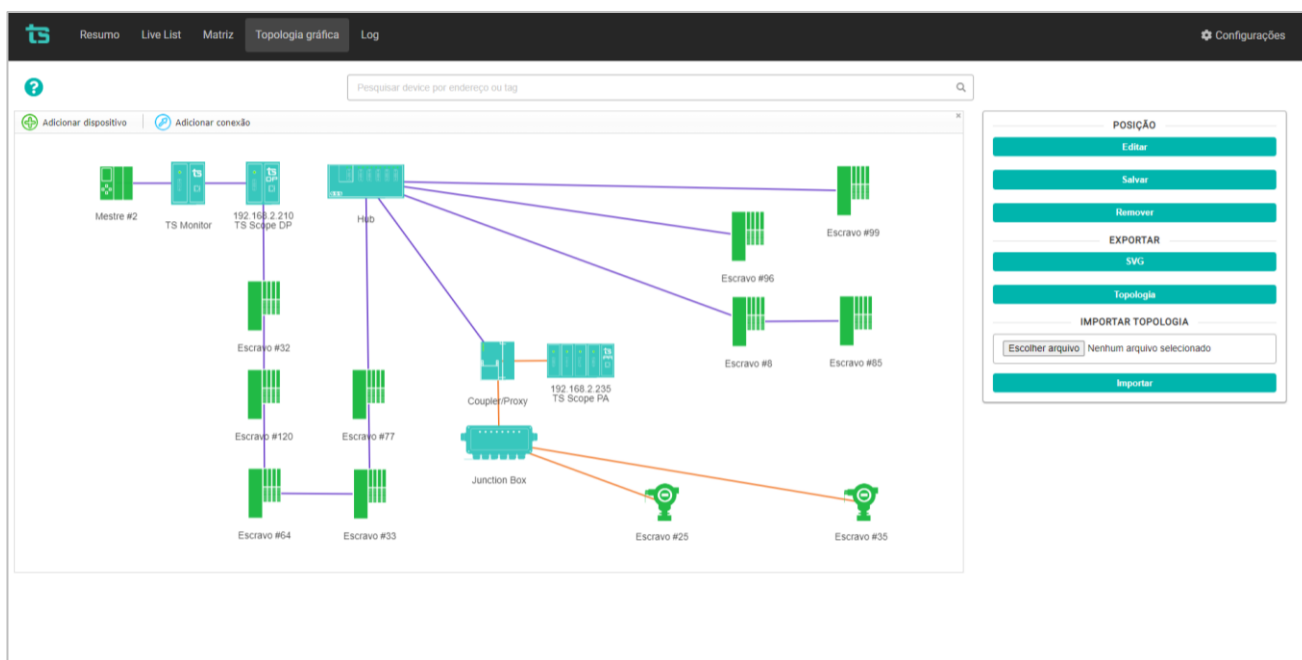 ts
Resumo
Live List
Matriz
Topologia gráfica
Log
Configurações
?
Pesquisar device por endereço ou tag
Adicionar dispositivo
Adicionar conexão
×
Mestre #2
ts
TS Monitor
ts
DP
192.168.2.210
TS Scope DP
Hub
Escravo #99
Escravo #96
Escravo #32
Escravo #8
Escravo #85
Coupler/Proxy
ts
192.168.2.235
TS Scope PA
Escravo #120
Escravo #77
Junction Box
Escravo #64
Escravo #33
Escravo #25
Escravo #35
POSIÇÃO
Editar
Salvar
Remover
EXPORTAR
SVG
Topologia
IMPORTAR TOPOLOGIA
Escolher arquivo Nenhum arquivo selecionado
Importar